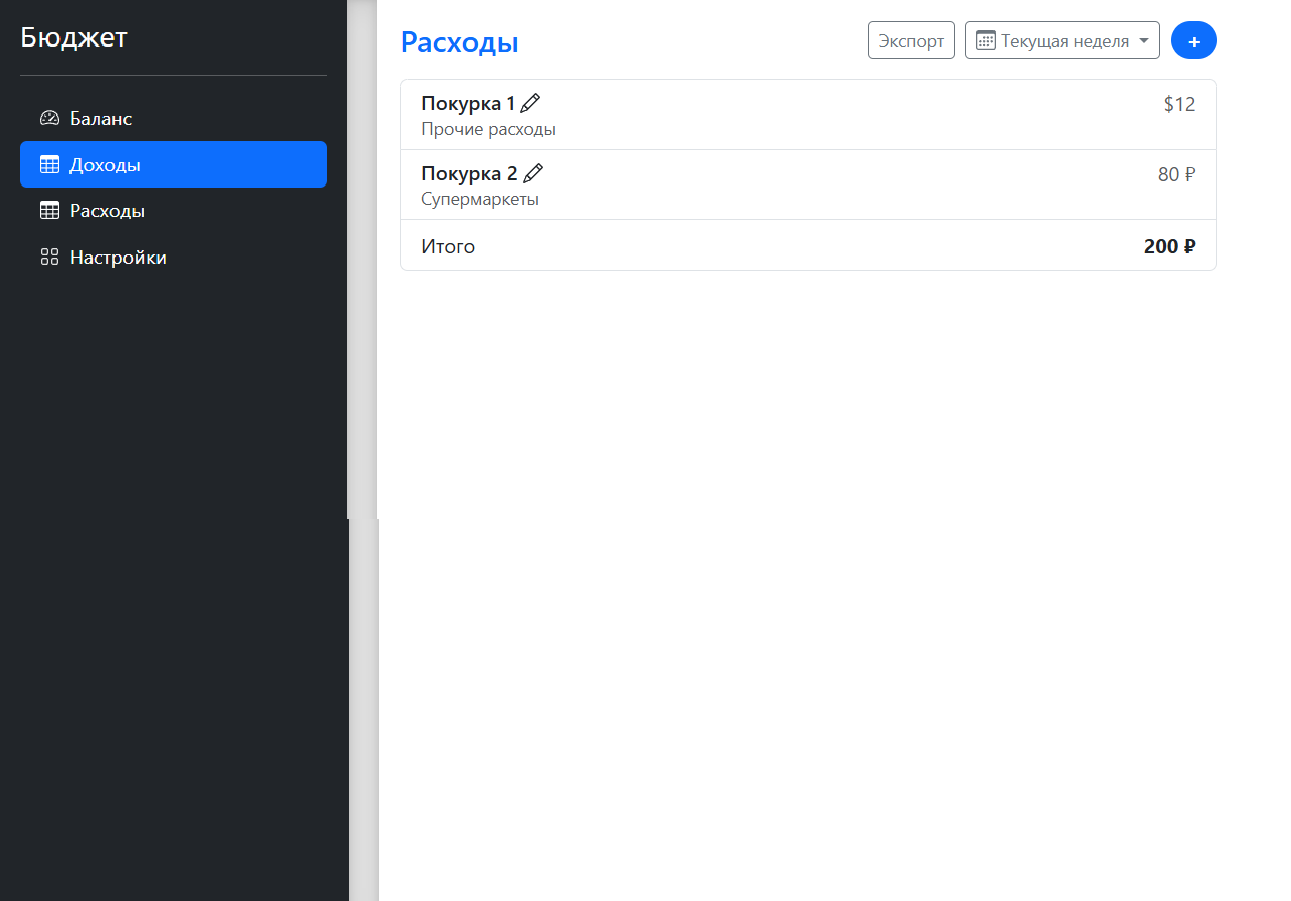 Бюджет
Баланс
Доходы
Расходы
Настройки
Расходы
Экспорт
Текущая неделя
+
Покурка 1
$12
Прочие расходы
Покурка 2
80 ₽
Супермаркеты
Итого
200 ₽